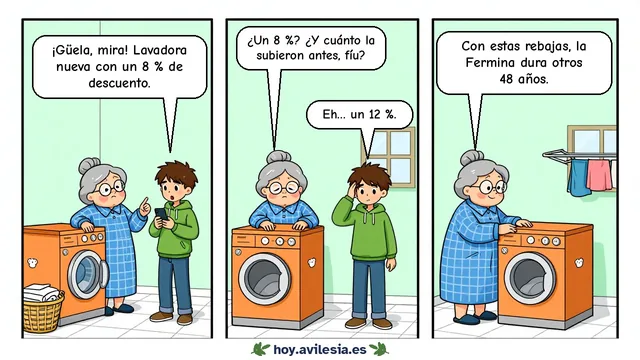 ¡Güela, mira! Lavadora
nueva con un 8 % de
descuento.
¿Un 8 %? ¿Y cuánto la
subieron antes, fíu?
Eh... un 12 %.
Con estas rebajas, la
Fermina dura otros
48 años.
hoy.avilesia.es